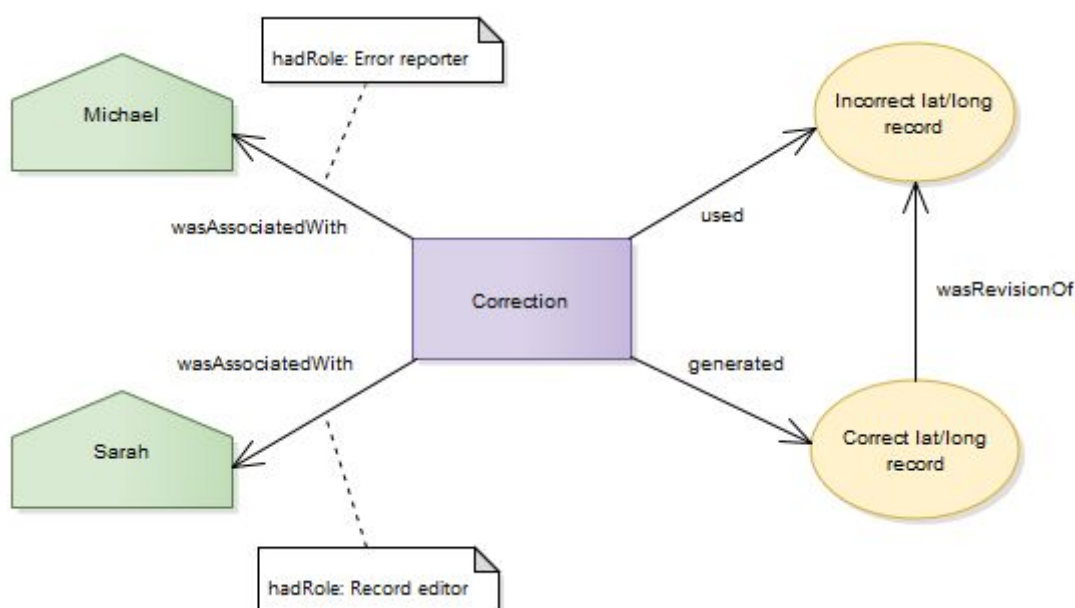 hadRole: Error reporter
Michael
Incorrect lat/long
record
wasAssociatedWith
used
Correction
wasRevisionOf
wasAssociatedWith
generated
Sarah
Correct lat/long
record
hadRole: Record editor